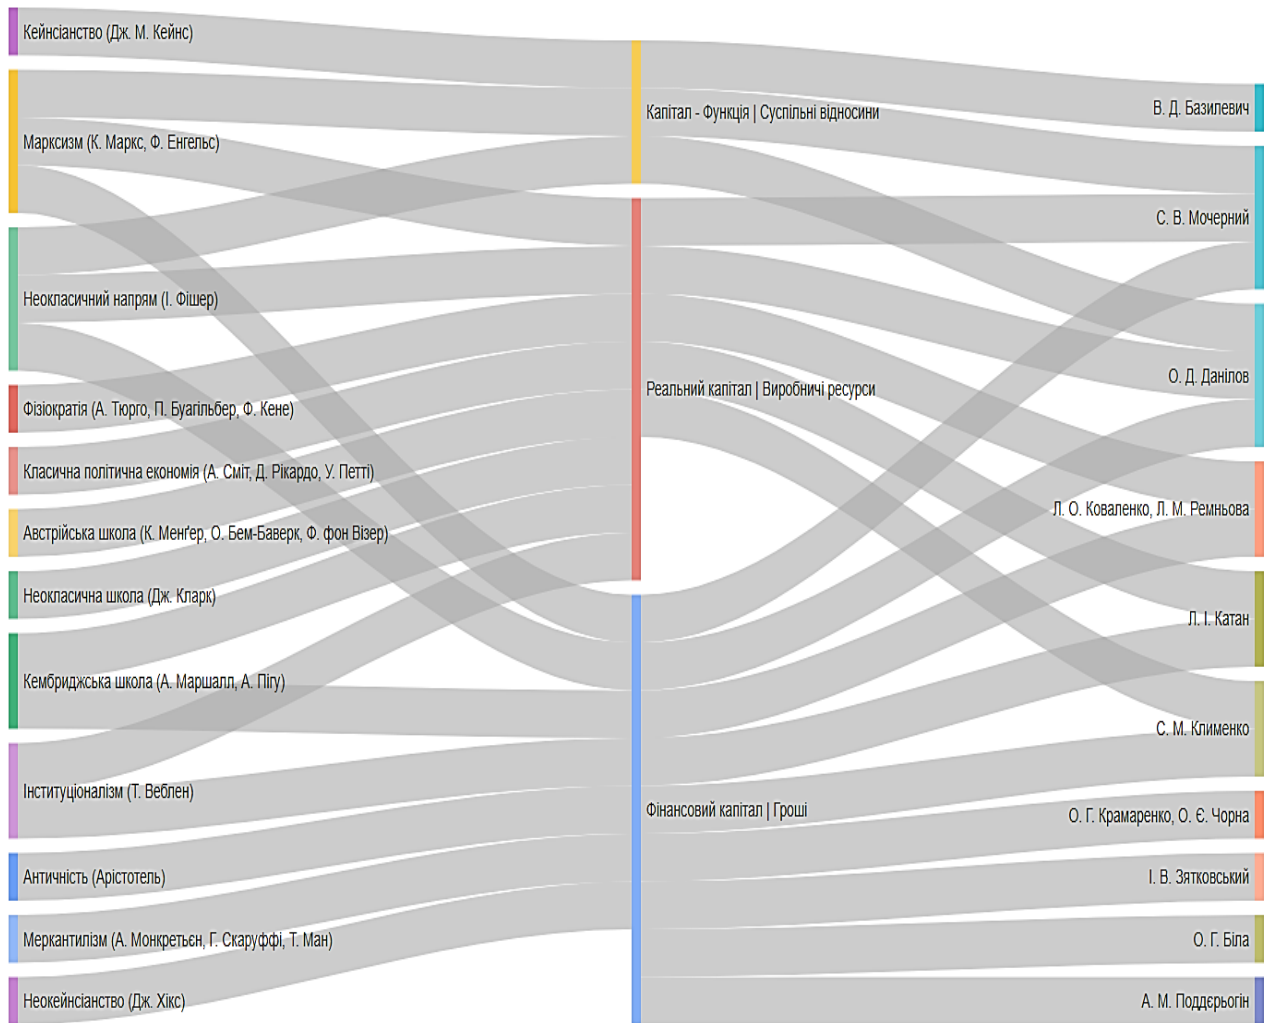 Кейнсіанство (Дж. М. Кейнс)
Марксизм (К. Маркс, Ф. Енгельс)
Неокласичний напрям (І. Фішер)
Фізіократія (А. Тюрго, П. Буагільбер, Ф. Кене)
Класична політична економія (А. Сміт, Д. Рікардо, У. Петті)
Австрійська школа (К. Менґер, О. Бем-Баверк, Ф. фон Візер)
Неокласична школа (Дж. Кларк)
Кембриджська школа (А. Маршалл, А. Пігу)
Інституціоналізм (Т. Веблен)
Античність (Арістотель)
Меркантилізм (А. Монкретьєн, Г. Скаруффі, Т. Ман)
Неокейнсіанство (Дж. Хікс)
Капітал - Функція | Суспільні відносини
Реальний капітал | Виробничі ресурси
Фінансовий капітал | Гроші
В. Д. Базилевич
С. В. Мочерний
О. Д. Данілов
Л. О. Коваленко, Л. М. Ремньова
Л. І. Катан
С. М. Клименко
О. Г. Крамаренко, О. Є. Чорна
І. В. Зятковський
О. Г. Біла
А. М. Поддєрьогін